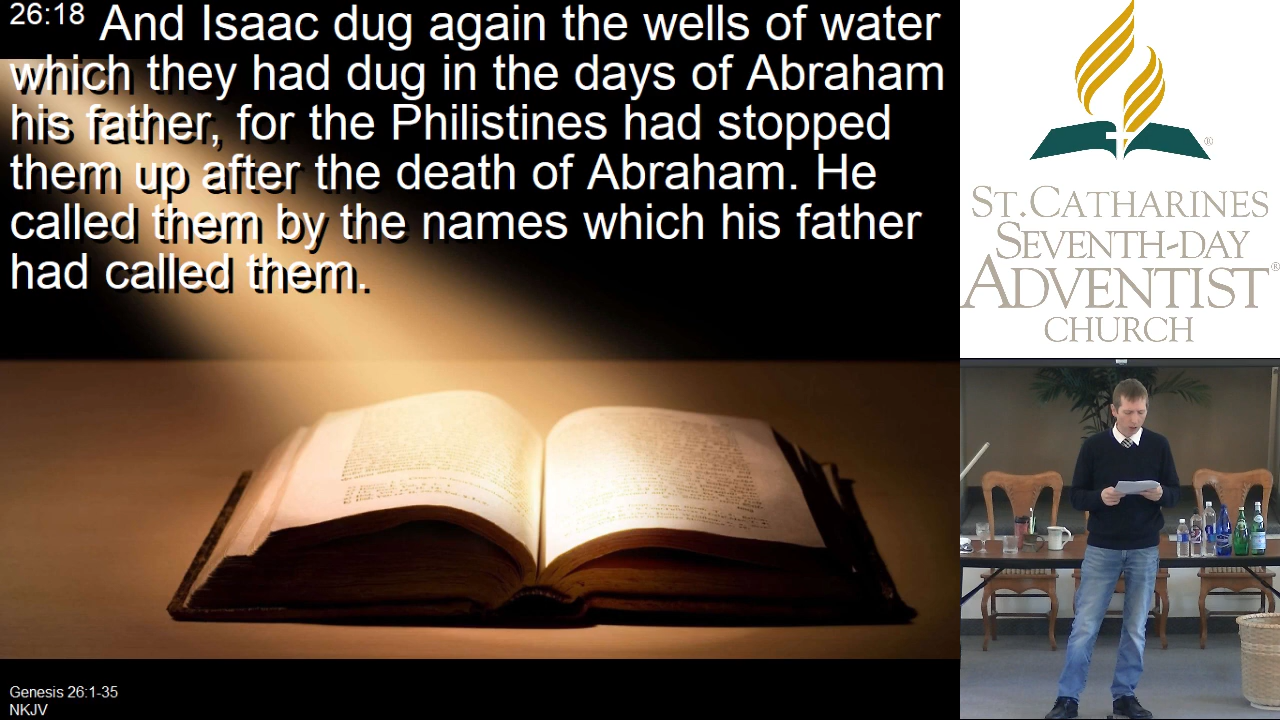 26:18 And Isaac dug again the wells of water
which they had dug in the days of Abraham
his father, for the Philistines had stopped
them up after the death of Abraham. He
called them by the names which his father
had called them.
Genesis 26:1-35
NKJV
®
ST. CATHARINES
SEVENTH-DAY
ADVENTIST®
CHURCH